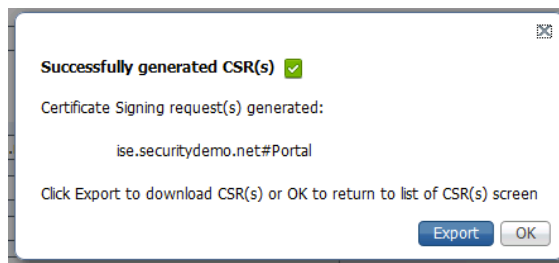 Successfully generated CSR(s)
Certificate Signing request(s) generated:
ise.securitydemo.net#Portal
Click Export to download CSR(s) or OK to return to list of CSR(s) screen
Export OK